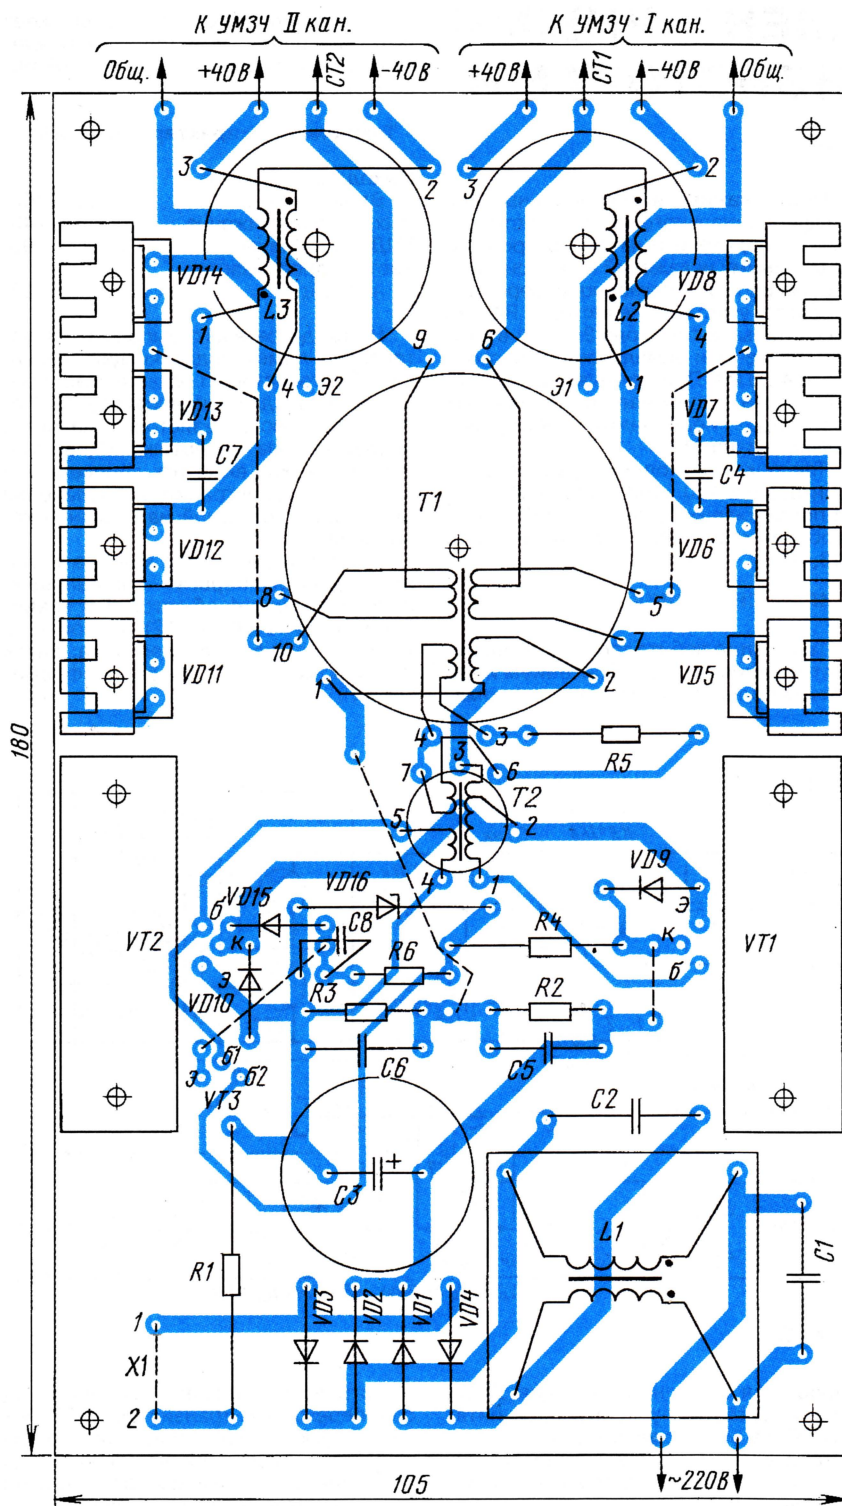 К УМЗЧ II кан.
К УМЗЧ I кан.
Общ. +40В СТ2 -40В
+40В СТ1 -40В Общ.
3 2 3 2
VD14 L3 L2 VD8
1 9 6 4
4 Э2 Э1 1
VD13 VD7
C7 T1 C4
VD12 VD6
8 5
10 7
VD11 1 2 VD5
4 3 3 R5
7 6
T2
5 2
4 1
VD9
VD15 VD16 э
б C8 R4
VT2 к R6 к VT1
э б
VD10 R3 R2
э б1 C6 C5
б2
VT3 C2
C3 +
L1
R1 C1
VD3 VD2 VD1 VD4
1
X1
2
~220В
180
105